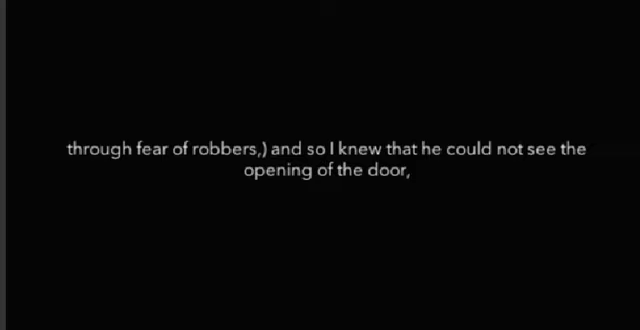 through fear of robbers,) and so I knew that he could not see the
opening of the door,